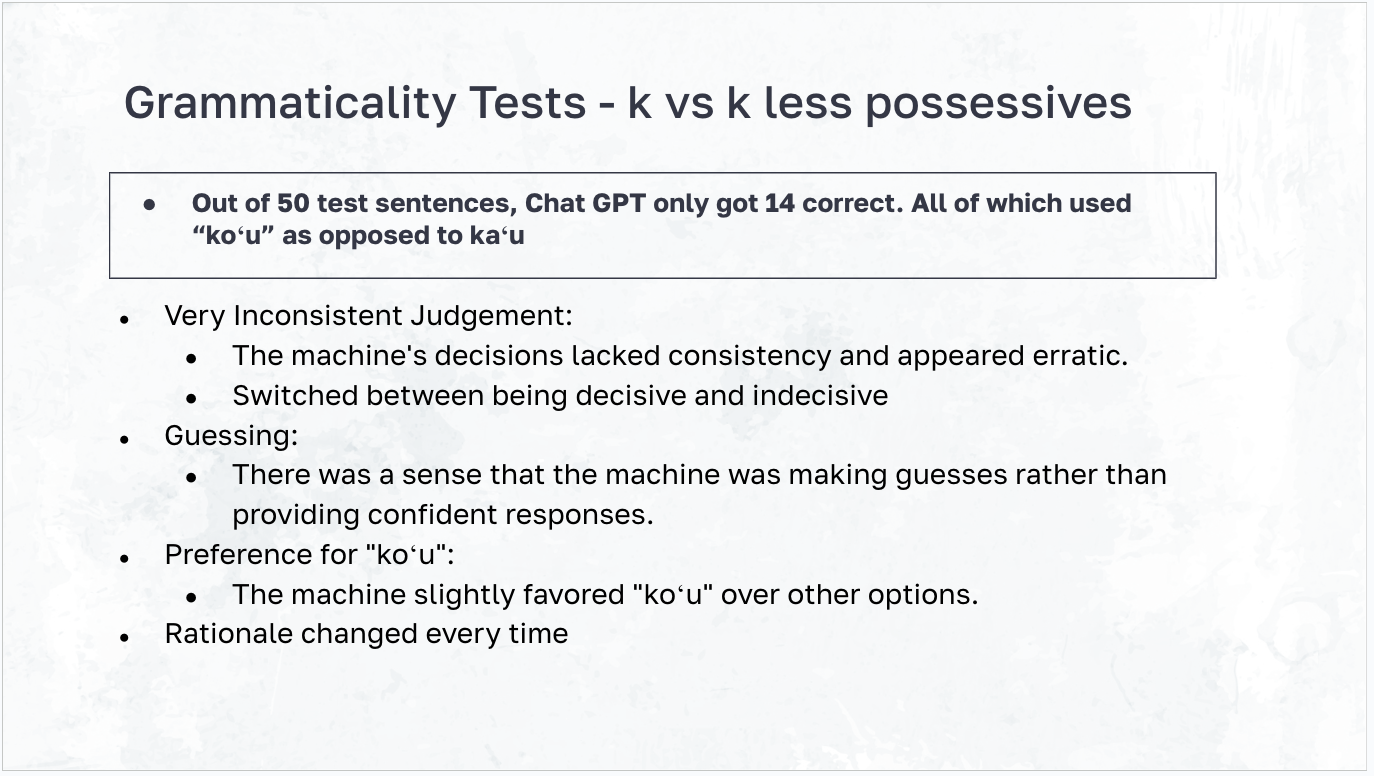 Grammaticality Tests - k vs k less possessives
● Out of 50 test sentences, Chat GPT only got 14 correct. All of which used
“koʻu” as opposed to kaʻu
● Very Inconsistent Judgement:
● The machine's decisions lacked consistency and appeared erratic.
● Switched between being decisive and indecisive
● Guessing:
● There was a sense that the machine was making guesses rather than
providing confident responses.
● Preference for "koʻu":
● The machine slightly favored "koʻu" over other options.
● Rationale changed every time